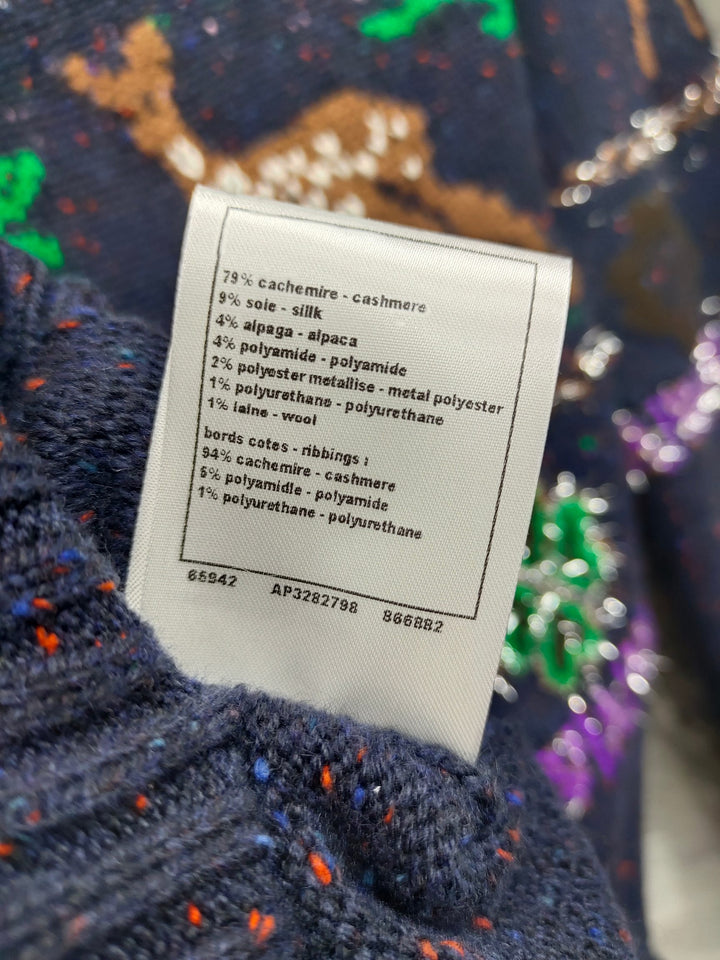 79% cachemire - cashmere
9% soie - sillk
4% alpaga - alpaca
4% polyamide - polyamide
2% polyester metallise - metal polyester
1% polyurethane - polyurethane
1% laine - wool
bords cotes - ribbings :
94% cachemire - cashmere
5% polyamidle - polyamide
1% polyurethane - polyurethane
65942 AP3282798 866882